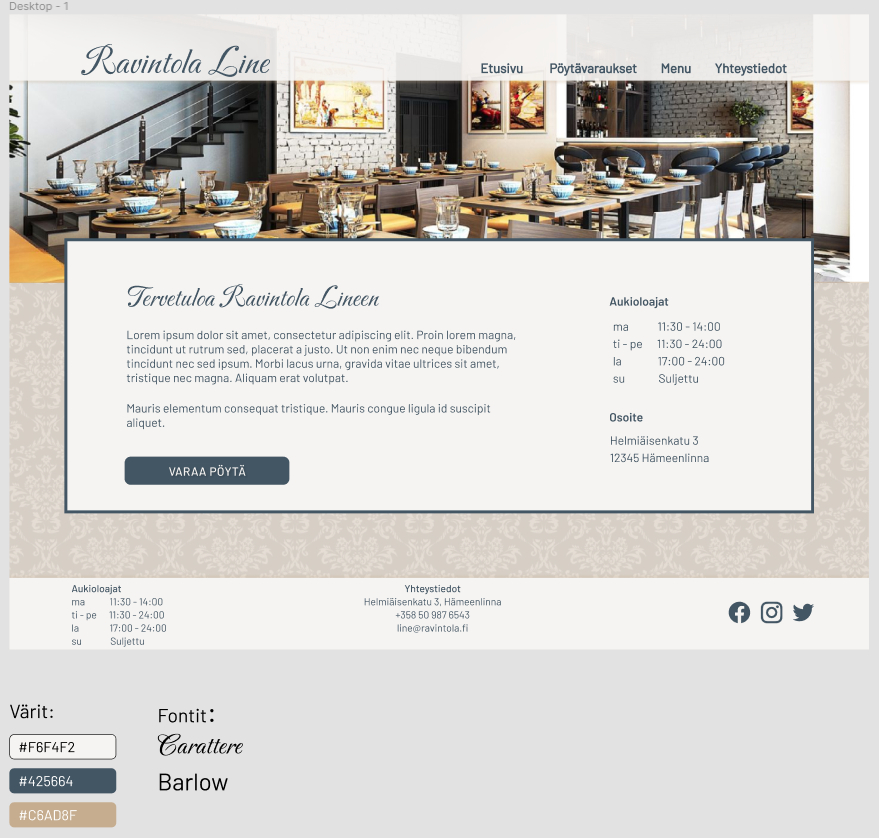 Desktop - 1
Ravintola Line
Etusivu Pöytävaraukset Menu Yhteystiedot
Tervetuloa Ravintola Lineen
Lorem ipsum dolor sit amet, consectetur adipiscing elit. Proin lorem magna,
tincidunt ut rutrum sed, placerat a justo. Ut non enim nec neque bibendum
tincidunt nec sed ipsum. Morbi lacus urna, gravida vitae ultrices sit amet,
tristique nec magna. Aliquam erat volutpat.
Mauris elementum consequat tristique. Mauris congue ligula id suscipit
aliquet.
VARAA PÖYTÄ
Aukioloajat
ma 11:30 - 14:00
ti - pe 11:30 - 24:00
la 17:00 - 24:00
su Suljettu
Osoite
Helmiäisenkatu 3
12345 Hämeenlinna
Aukioloajat
ma 11:30 - 14:00
ti - pe 11:30 - 24:00
la 17:00 - 24:00
su Suljettu
Yhteystiedot
Helmiäisenkatu 3, Hämeenlinna
+358 50 987 6543
line@ravintola.fi
Värit:
#F6F4F2
#425664
#C6AD8F
Fontit:
Carattere
Barlow